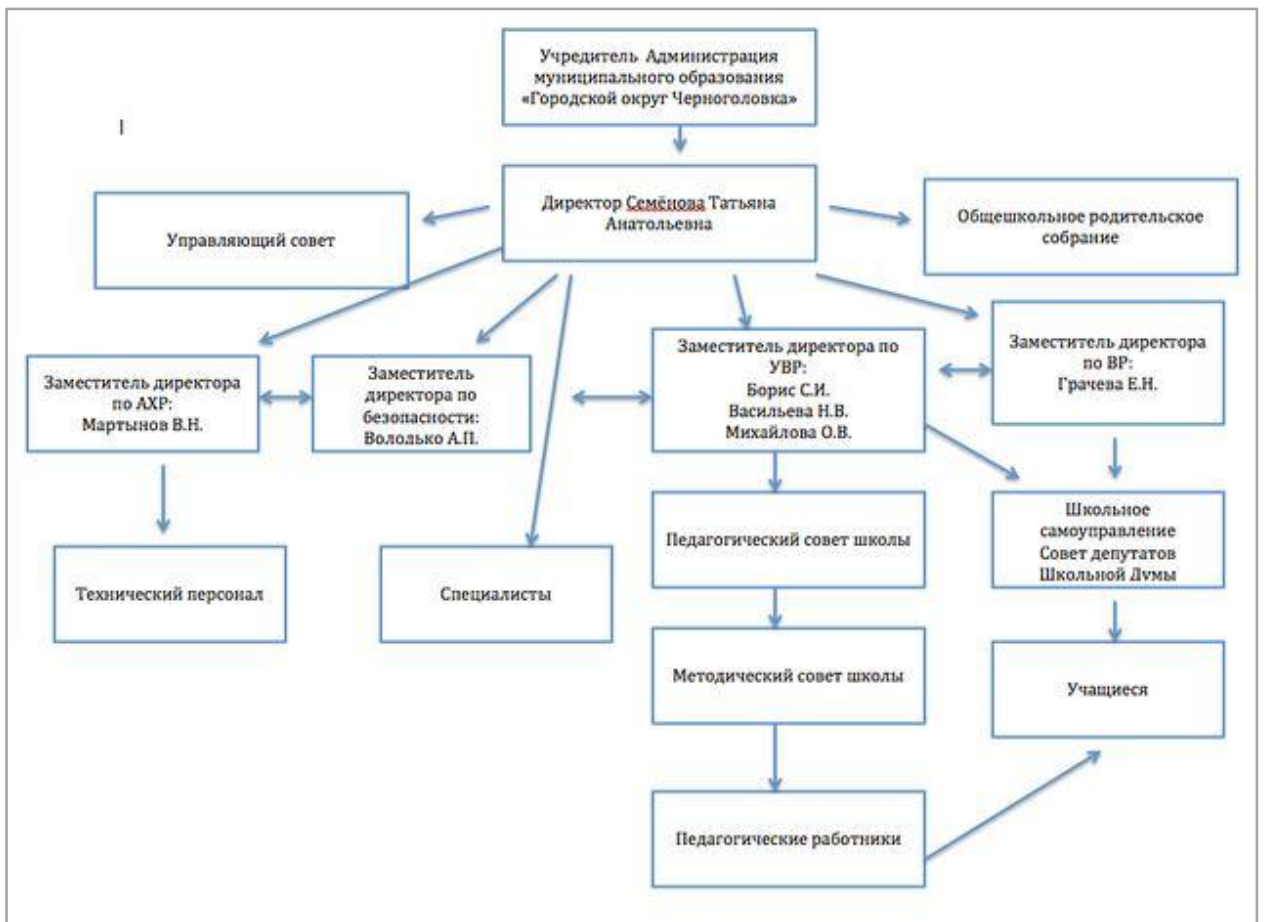 Учредитель Администрация
муниципального образования
«Городской округ Черноголовка»
Директор Семёнова Татьяна
Анатольевна
Управляющий совет
Общешкольное родительское
собрание
Заместитель директора
по АХР:
Мартынов В.Н.
Заместитель
директора по
безопасности:
Володько А.П.
Заместитель директора по
УВР:
Борис С.И.
Васильева Н.В.
Михайлова О.В.
Заместитель директора
по ВР:
Грачева Е.Н.
Технический персонал
Специалисты
Педагогический совет школы
Школьное
самоуправление
Совет депутатов
Школьной Думы
Методический совет школы
Учащиеся
Педагогические работники